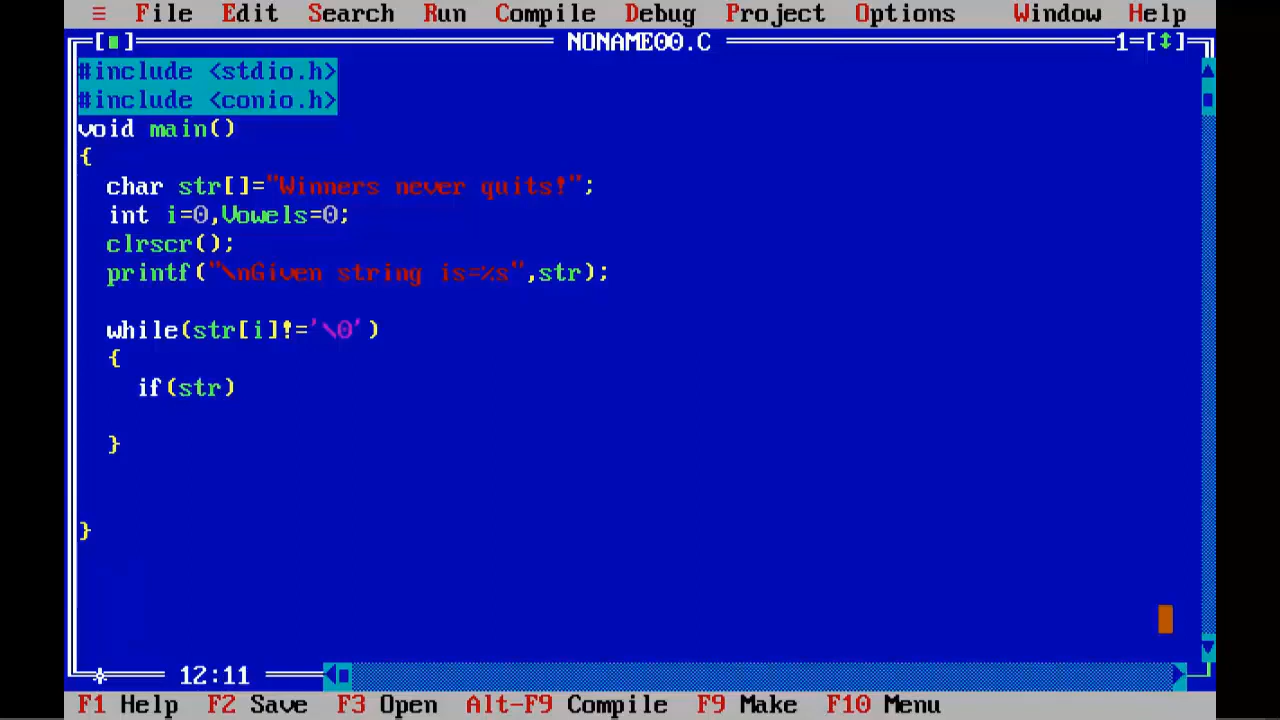 ≡ File Edit Search Run Compile Debug Project Options Window Help
[■] NONAME00.C 1=[↕]
#include <stdio.h>
#include <conio.h>
void main()
{
char str[]="Winners never quits!";
int i=0,Vowels=0;
clrscr();
printf("\nGiven string is=%s",str);
while(str[i]!='\0')
{
if(str)
}
}
12:11
F1 Help F2 Save F3 Open Alt-F9 Compile F9 Make F10 Menu